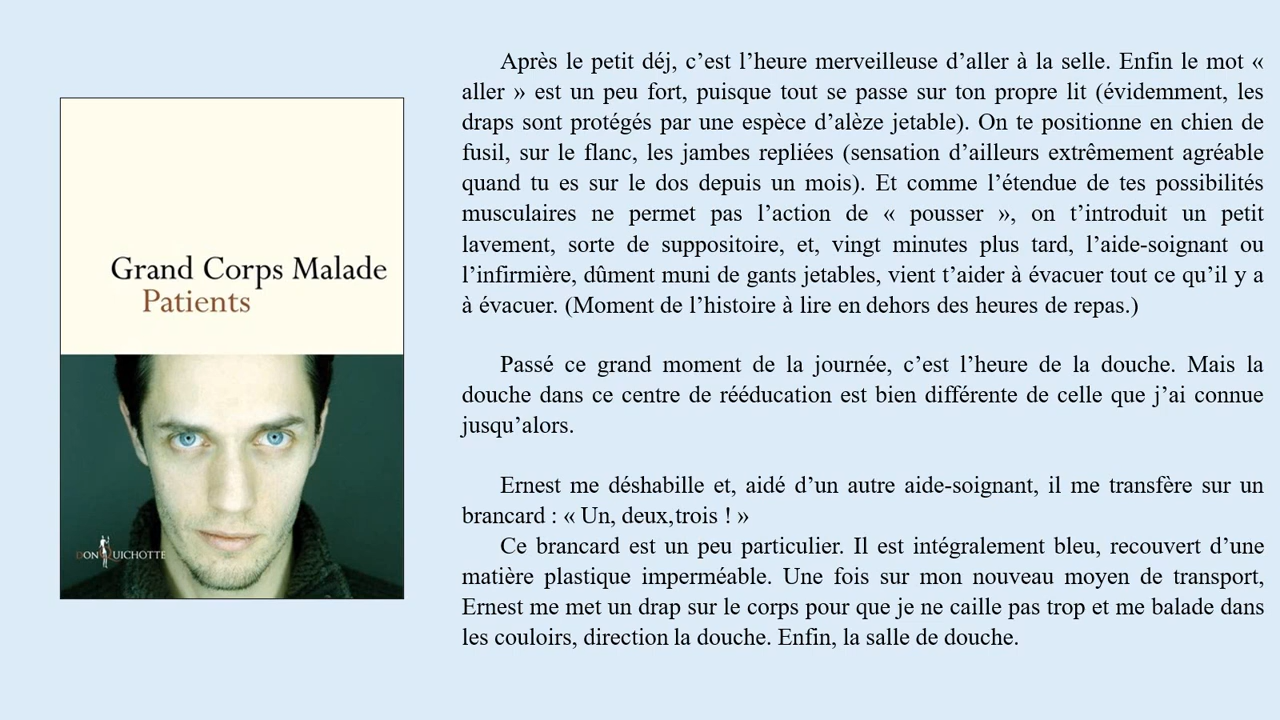 Grand Corps Malade
Patients
DON QUICHOTTE
Après le petit déj, c’est l’heure merveilleuse d’aller à la selle. Enfin le mot «
aller » est un peu fort, puisque tout se passe sur ton propre lit (évidemment, les
draps sont protégés par une espèce d’alèze jetable). On te positionne en chien de
fusil, sur le flanc, les jambes repliées (sensation d’ailleurs extrêmement agréable
quand tu es sur le dos depuis un mois). Et comme l’étendue de tes possibilités
musculaires ne permet pas l’action de « pousser », on t’introduit un petit
lavement, sorte de suppositoire, et, vingt minutes plus tard, l’aide-soignant ou
l’infirmière, dûment muni de gants jetables, vient t’aider à évacuer tout ce qu’il y a
à évacuer. (Moment de l’histoire à lire en dehors des heures de repas.)
Passé ce grand moment de la journée, c’est l’heure de la douche. Mais la
douche dans ce centre de rééducation est bien différente de celle que j’ai connue
jusqu’alors.
Ernest me déshabille et, aidé d’un autre aide-soignant, il me transfère sur un
brancard : « Un, deux,trois ! »
Ce brancard est un peu particulier. Il est intégralement bleu, recouvert d’une
matière plastique imperméable. Une fois sur mon nouveau moyen de transport,
Ernest me met un drap sur le corps pour que je ne caille pas trop et me balade dans
les couloirs, direction la douche. Enfin, la salle de douche.